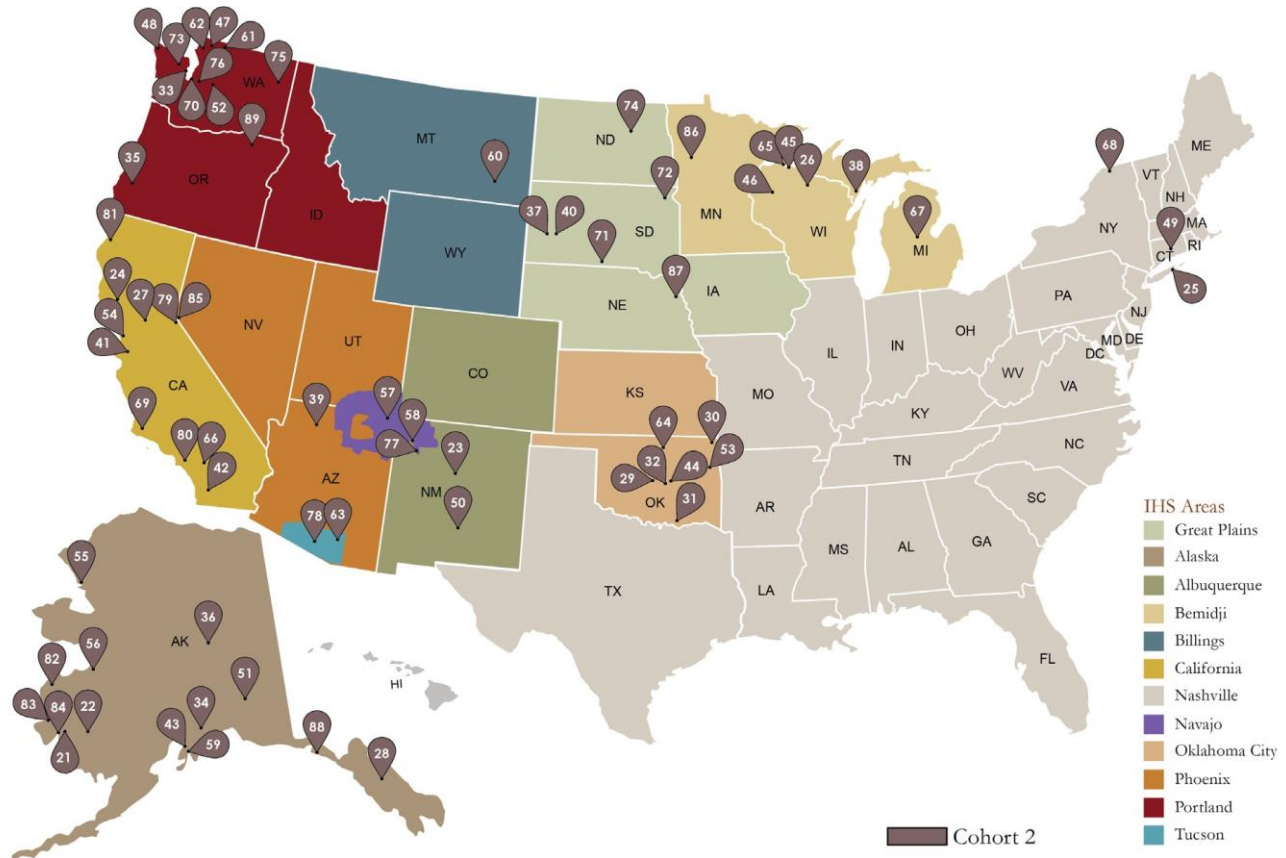 48
73
62
47
61
75
76
WA
33
70
52
89
74
86
65
45
26
38
68
ME
MT
60
ND
35
OR
72
46
VT
NH
67
49
MA
81
ID
37
40
MN
WI
NY
RI
CT
71
SD
MI
WY
25
24
27
79
85
87
54
NE
IA
PA
NV
41
UT
NJ
OH
MD
DE
IL
IN
DC
CA
CO
WV
VA
39
57
KS
MO
69
58
64
30
KY
80
66
77
23
53
NC
42
AZ
32
44
TN
29
NM
OK
50
31
SC
78
63
AR
IHS Areas
MS
AL
GA
Great Plains
55
Alaska
TX
LA
Albuquerque
36
Bemidji
AK
Billings
56
California
FL
82
51
HI
Nashville
83
84
22
34
Navajo
43
88
Oklahoma City
21
59
28
Phoenix
Portland
Cohort 2
Tucson